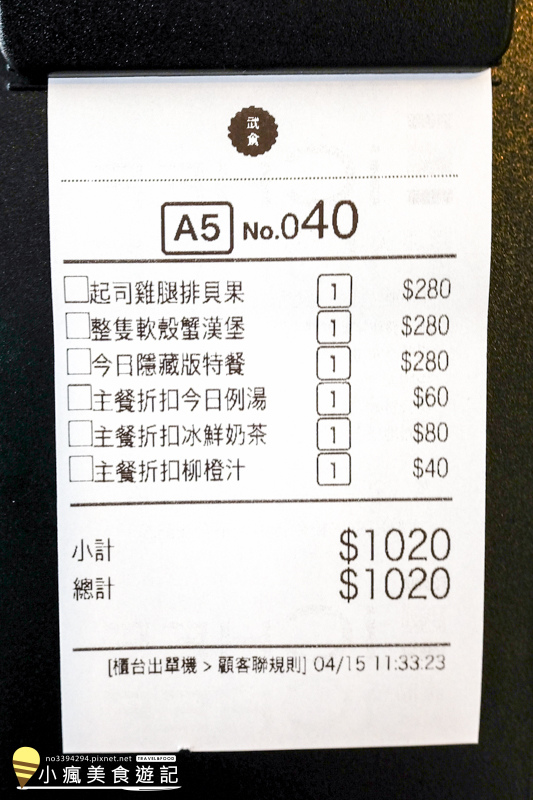 武
食
A5 No.040
起司雞腿排貝果 1 $280
整隻軟殼蟹漢堡 1 $280
今日隱藏版特餐 1 $280
主餐折扣今日例湯 1 $60
主餐折扣冰鮮奶茶 1 $80
主餐折扣柳橙汁 1 $40
小計 $1020
總計 $1020
[櫃台出單機 > 顧客聯規則] 04/15 11:33:23
no3394294.pixnet.net TRAVEL&FOOD
小瘋美食遊記